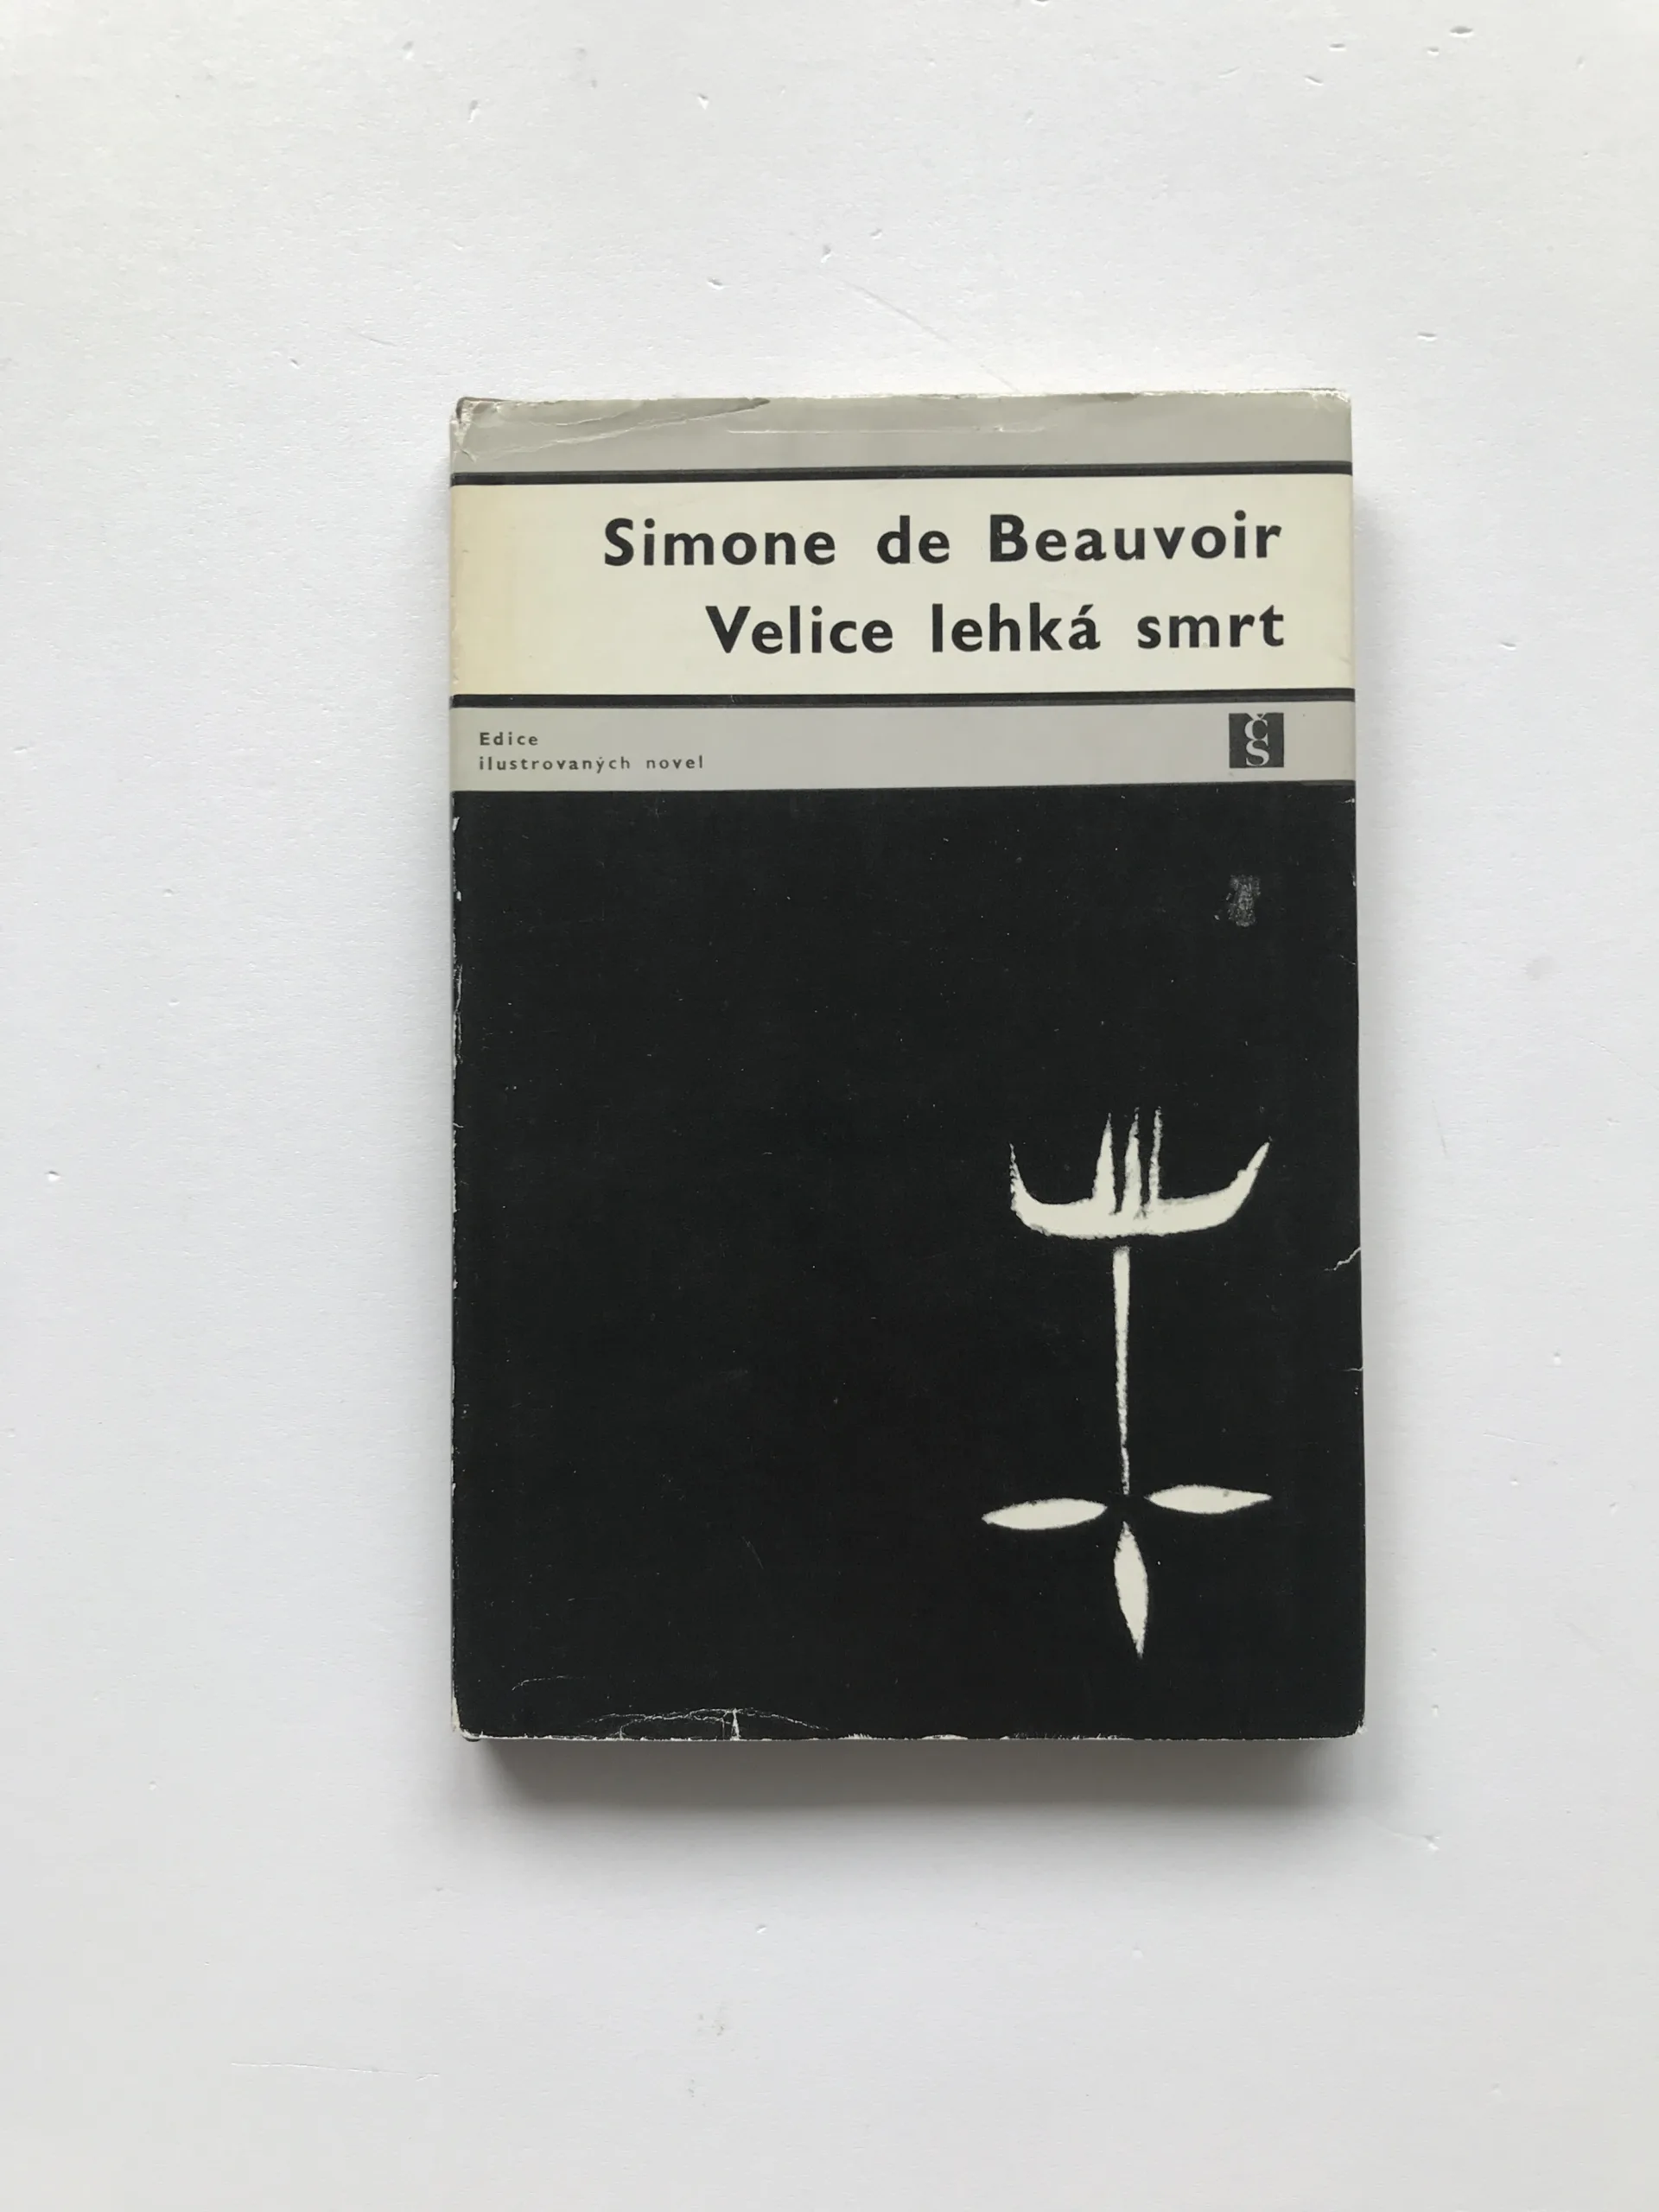 Simone de Beauvoir
Velice lehká smrt
Edice
ilustrovaných novel
ČS